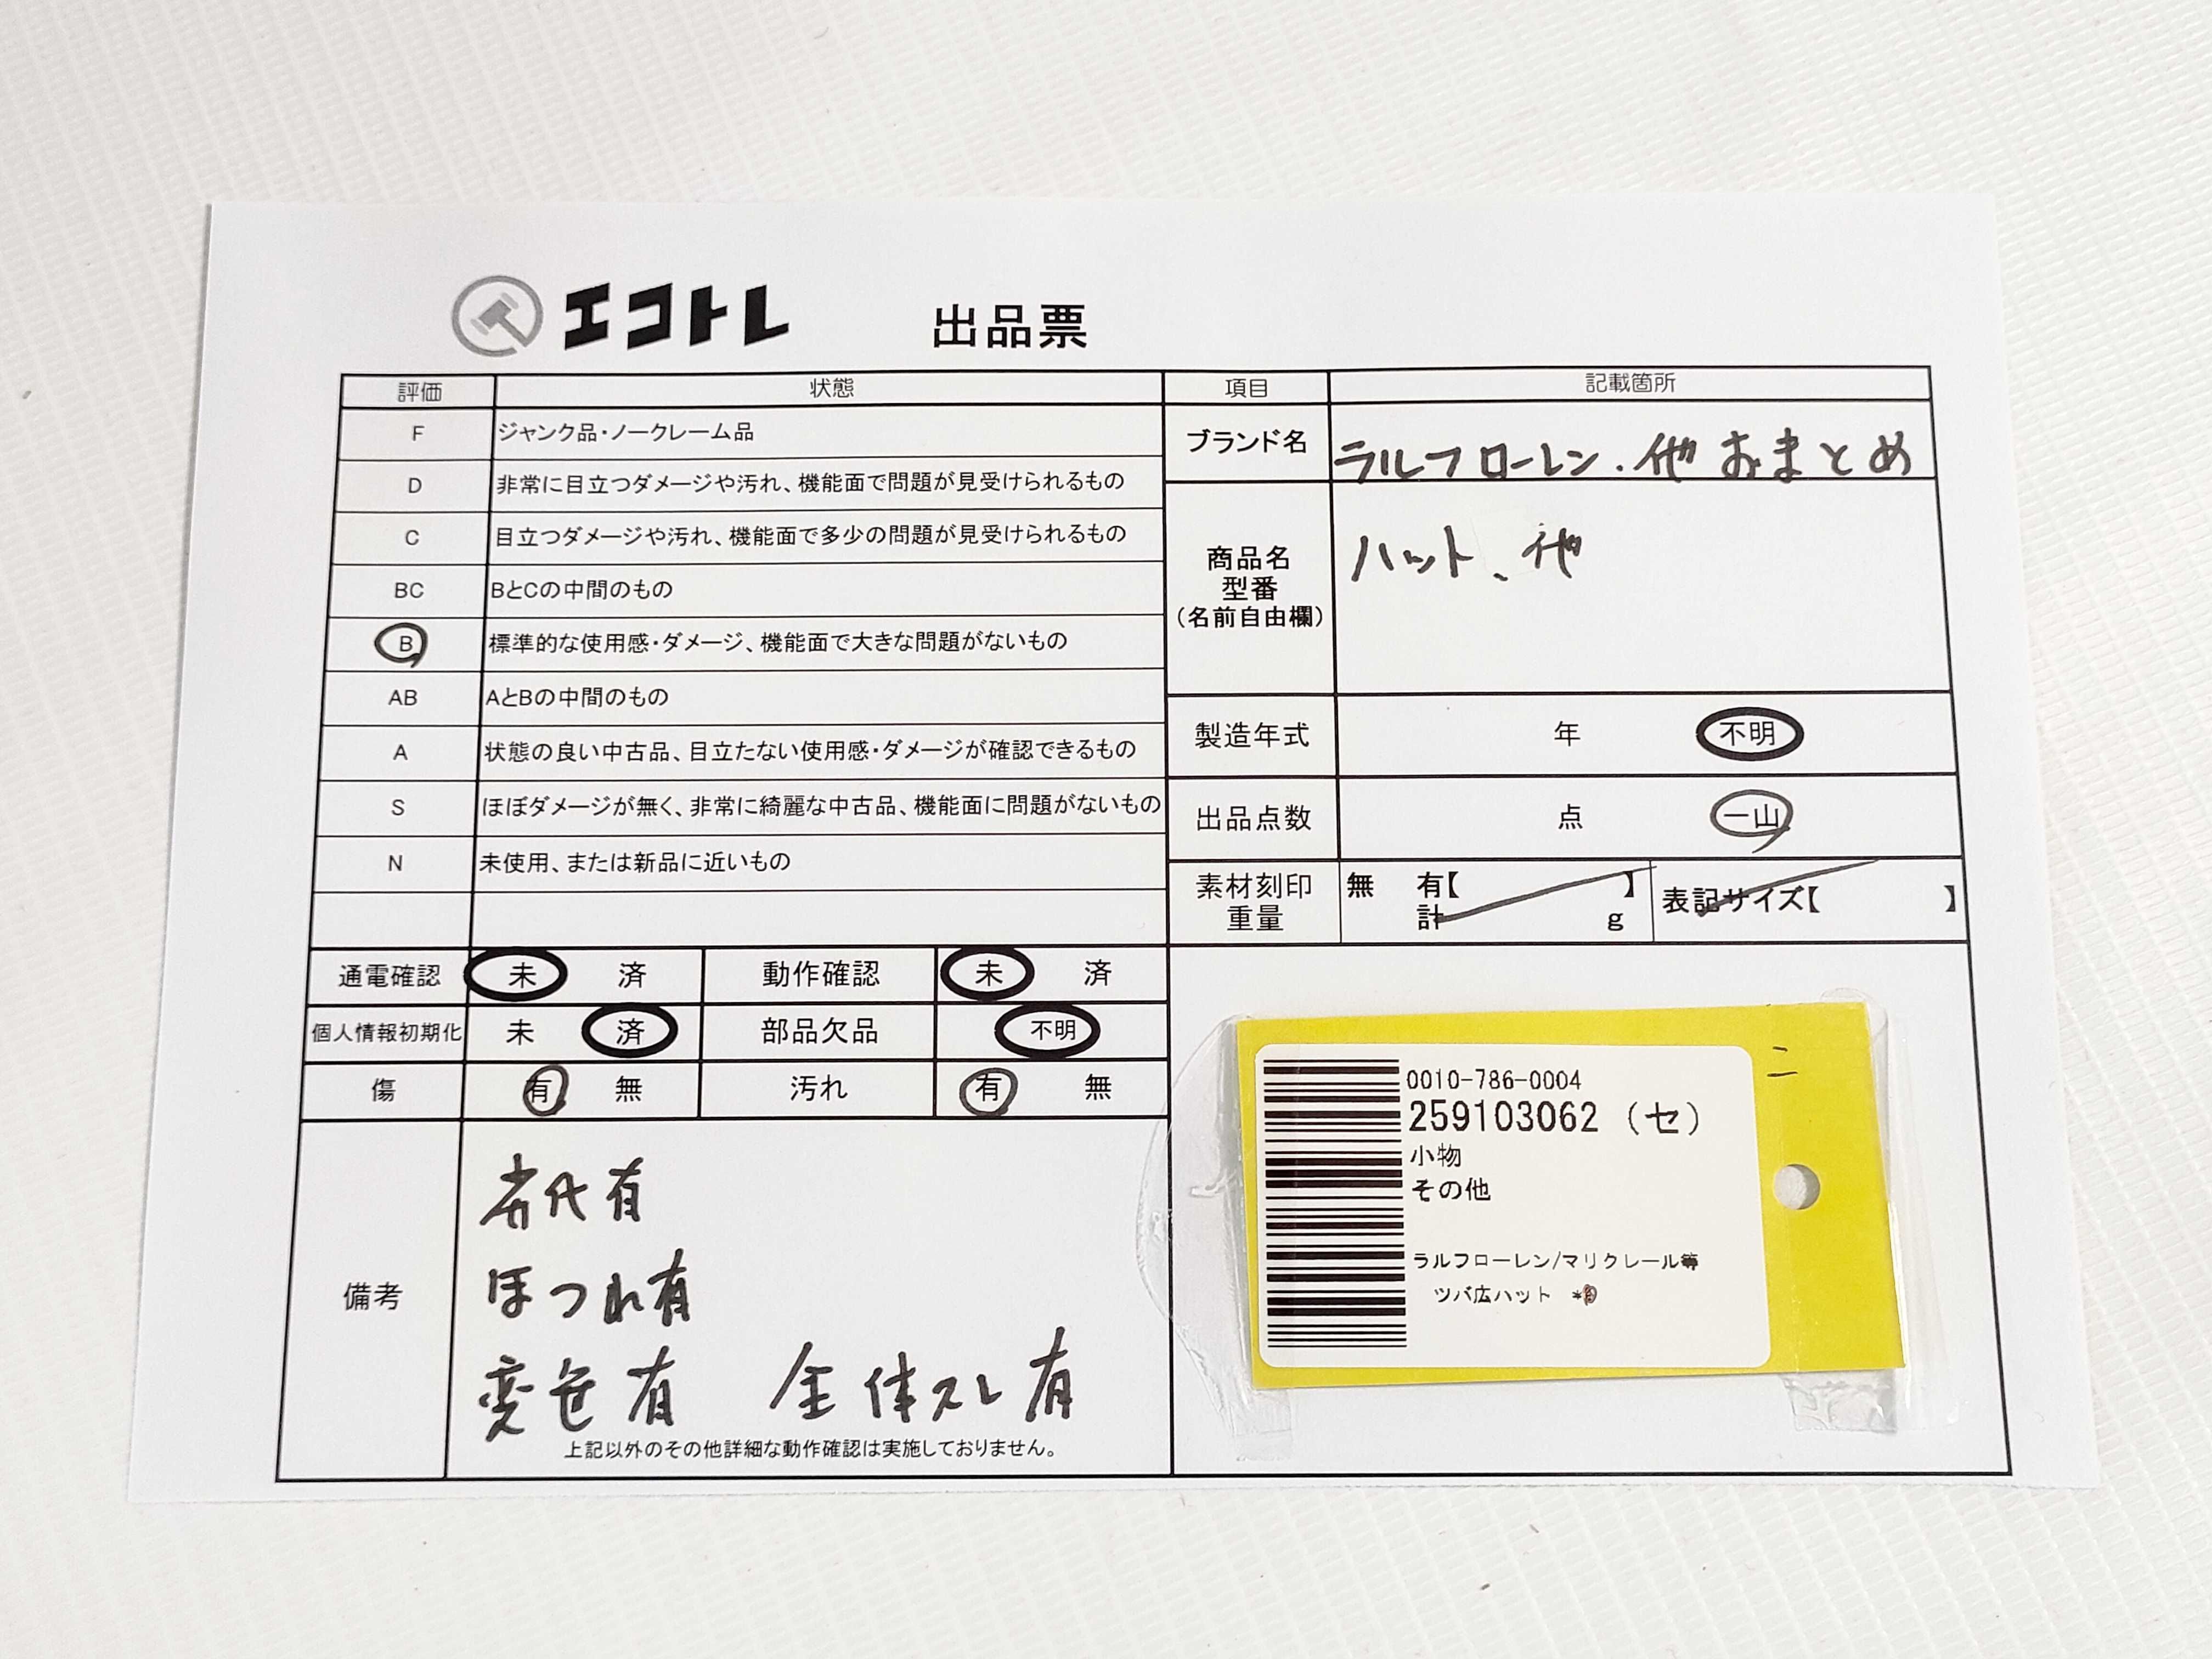 エコトレ 出品票
評価 状態 項目 記載箇所
F ジャンク品・ノークレーム品
D 非常に目立つダメージや汚れ、機能面で問題が見受けられるもの
C 目立つダメージや汚れ、機能面で多少の問題が見受けられるもの
BC BとCの中間のもの
B 標準的な使用感・ダメージ、機能面で大きな問題がないもの
AB AとBの中間のもの
A 状態の良い中古品、目立たない使用感・ダメージが確認できるもの
S ほぼダメージが無く、非常に綺麗な中古品、機能面に問題がないもの
N 未使用、または新品に近いもの
ブランド名 ラルフローレン.他おまとめ
商品名
型番
(名前自由欄)
ハット、他
製造年式 年 不明
出品点数 点 一山
素材刻印
重量
無 有【 】
計 g
表記サイズ【 】
通電確認 未 済 動作確認 未 済
個人情報初期化 未 済 部品欠品 不明
傷 有 無 汚れ 有 無
備考
代有
ほつれ有
変色有 全体スレ有
上記以外のその他詳細な動作確認は実施しておりません。
ニ
0010-786-0004
259103062 (セ)
小物
その他
ラルフローレン/マリクレール等
ツバ広ハット *